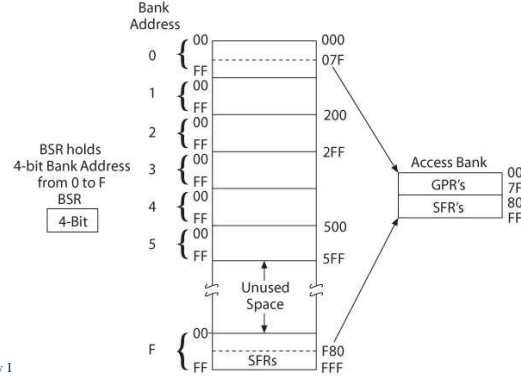 Bank
Address
0
00
FF
000
07F
1
00
FF
200
2
00
FF
2FF
3
00
FF
4
00
FF
500
5
00
FF
5FF
BSR holds
4-bit Bank Address
from 0 to F
BSR
4-Bit
Access Bank
GPR's
SFR's
00
7F
80
FF
Unused
Space
F
00
FF
F80
FFF
SFRs
I